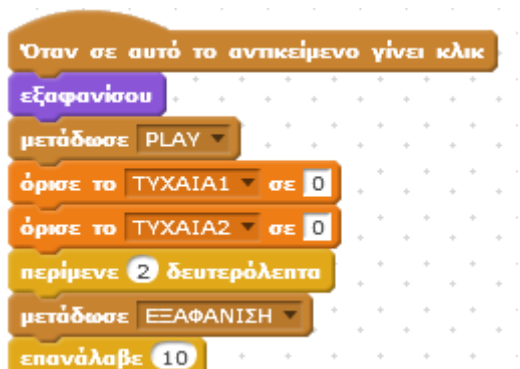 Όταν σε αυτό το αντικείμενο γίνει κλικ
εξαφανίσου
μετάδωσε PLAY
όρισε το ΤΥΧΑΙΑ1 σε 0
όρισε το ΤΥΧΑΙΑ2 σε 0
περίμενε 2 δευτερόλεπτα
μετάδωσε ΕΞΑΦΑΝΙΣΗ
επανάλαβε 10